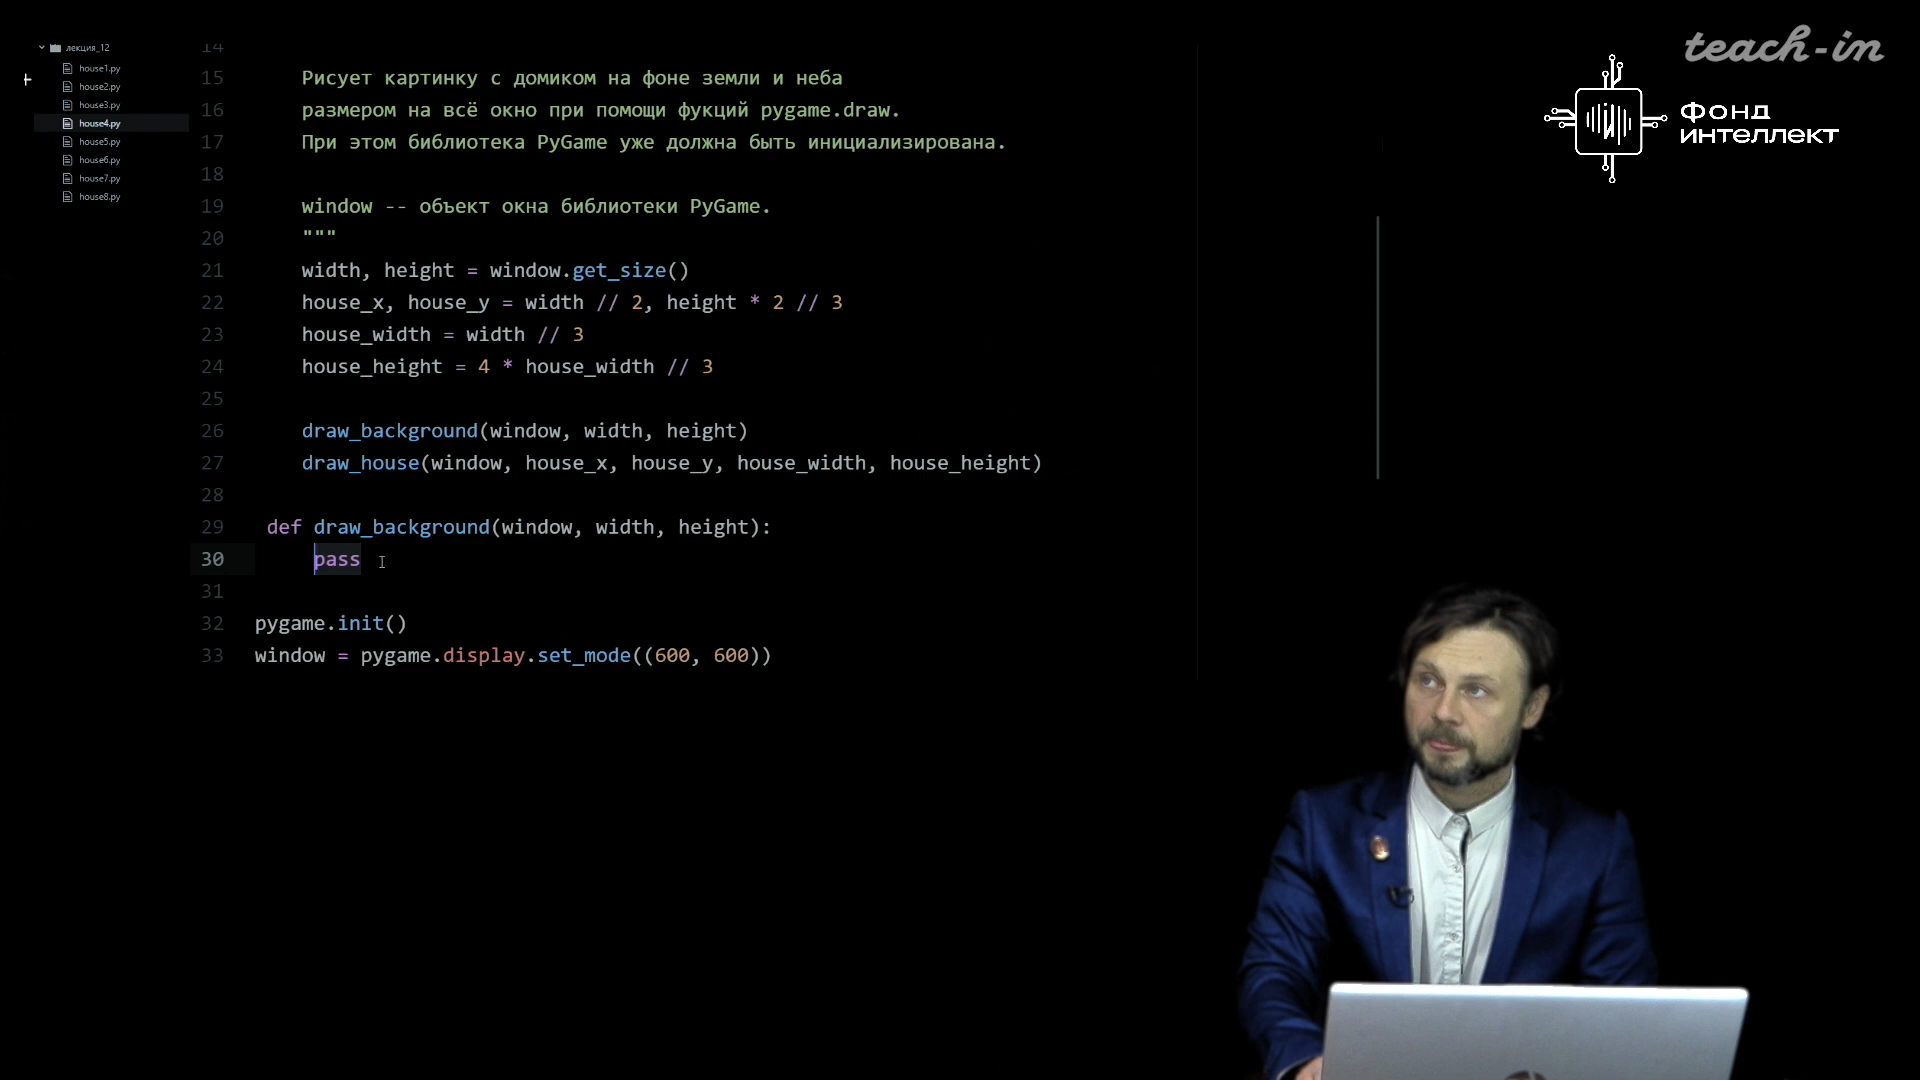 teach-in
ФОНД
ИНТЕЛЛЕКТ
лекция_12
house1.py
house2.py
house3.py
house4.py
house5.py
house6.py
house7.py
house8.py
14
15 Рисует картинку с домиком на фоне земли и неба
16 размером на всё окно при помощи фукций pygame.draw.
17 При этом библиотека PyGame уже должна быть инициализирована.
18
19 window -- объект окна библиотеки PyGame.
20 """
21 width, height = window.get_size()
22 house_x, house_y = width // 2, height * 2 // 3
23 house_width = width // 3
24 house_height = 4 * house_width // 3
25
26 draw_background(window, width, height)
27 draw_house(window, house_x, house_y, house_width, house_height)
28
29 def draw_background(window, width, height):
30 pass
31
32 pygame.init()
33 window = pygame.display.set_mode((600, 600))